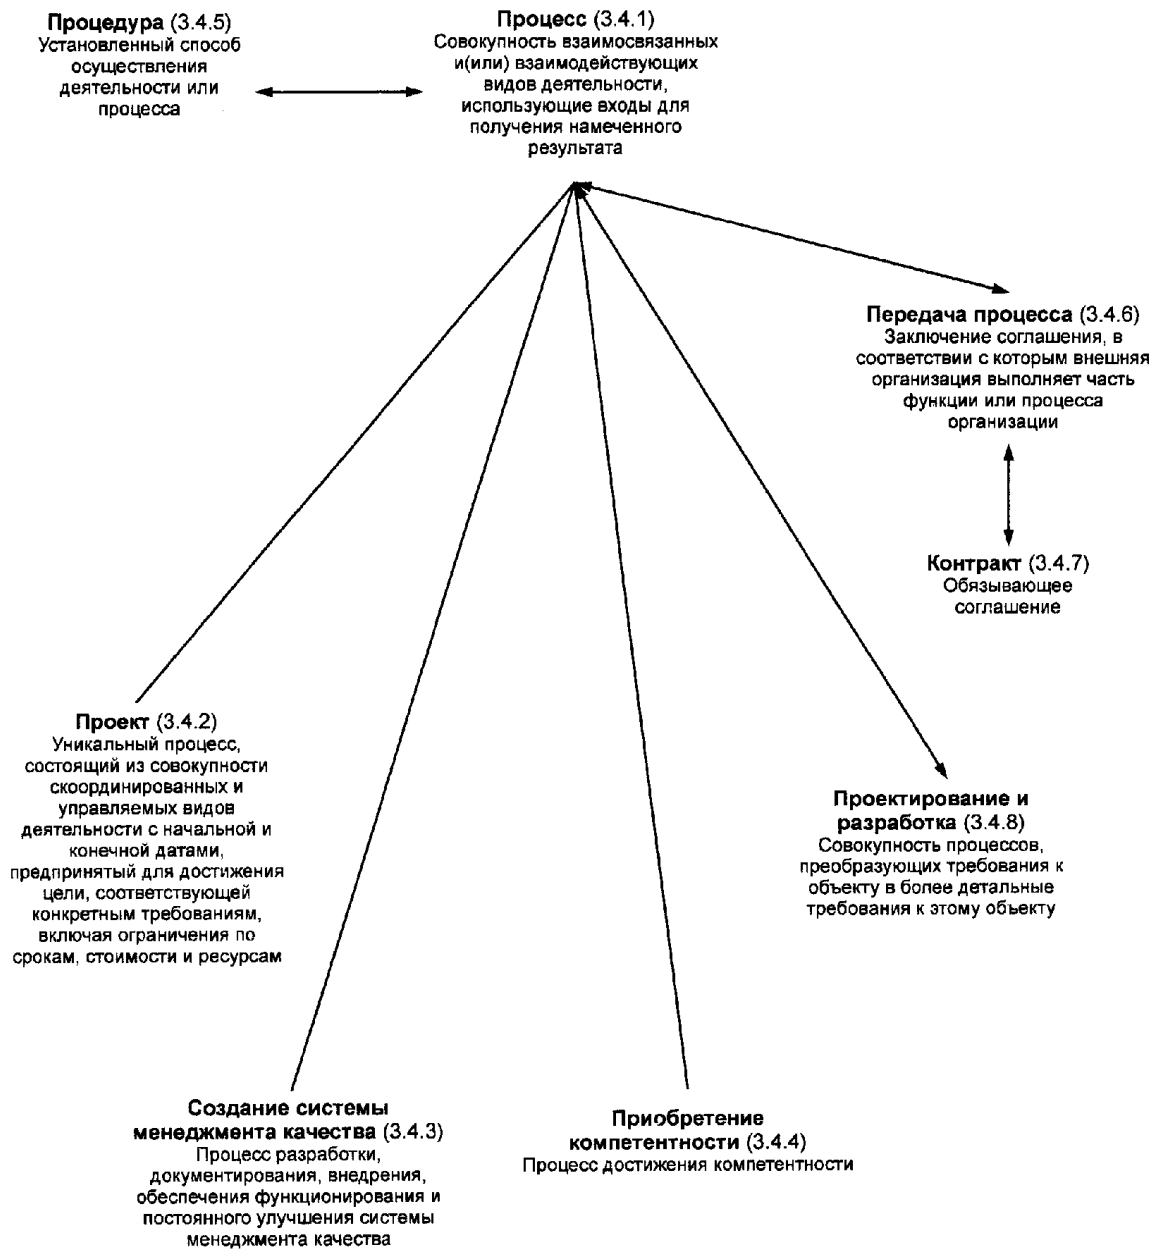 Процедура (3.4.5)
Установленный способ
осуществления
деятельности или
процесса
Процесс (3.4.1)
Совокупность взаимосвязанных
и(или) взаимодействующих
видов деятельности,
использующие входы для
получения намеченного
результата
Передача процесса (3.4.6)
Заключение соглашения, в
соответствии с которым внешняя
организация выполняет часть
функции или процесса
организации
Контракт (3.4.7)
Обязывающее
соглашение
Проект (3.4.2)
Уникальный процесс,
состоящий из совокупности
скоординированных и
управляемых видов
деятельности с начальной и
конечной датами,
предпринятый для достижения
цели, соответствующей
конкретным требованиям,
включая ограничения по
срокам, стоимости и ресурсам
Проектирование и
разработка (3.4.8)
Совокупность процессов,
преобразующих требования к
объекту в более детальные
требования к этому объекту
Создание системы
менеджмента качества (3.4.3)
Процесс разработки,
документирования, внедрения,
обеспечения функционирования и
постоянного улучшения системы
менеджмента качества
Приобретение
компетентности (3.4.4)
Процесс достижения компетентности